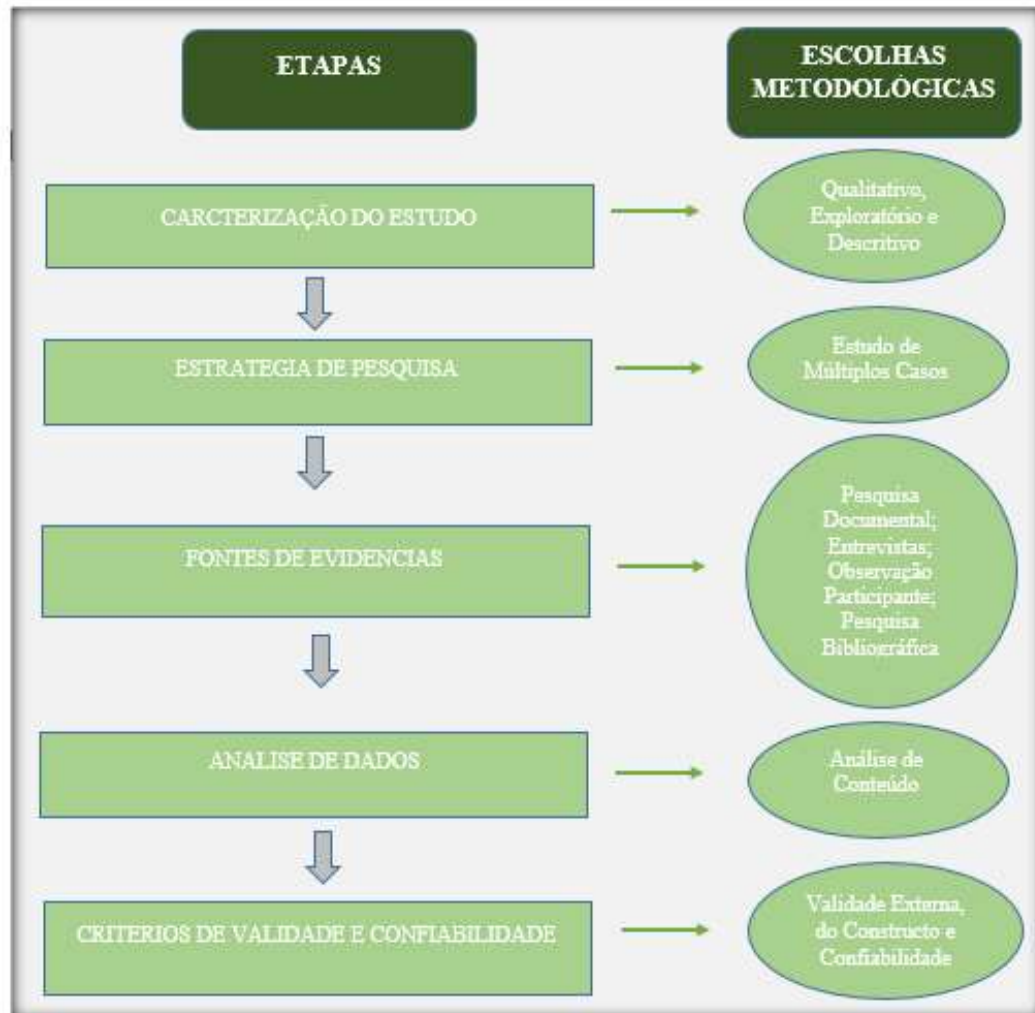 ETAPAS
ESCOLHAS
METODOLÓGICAS
CARCTERIZAÇÃO DO ESTUDO
Qualitativo,
Exploratório e
Descritivo
ESTRATEGIA DE PESQUISA
Estudo de
Múltiplos Casos
FONTES DE EVIDENCIAS
Pesquisa
Documental;
Entrevistas;
Observação
Participante;
Pesquisa
Bibliográfica
ANALISE DE DADOS
Análise de
Conteúdo
CRITERIOS DE VALIDADE E CONFIABILIDADE
Validade Externa,
do Constructo e
Confiabilidade